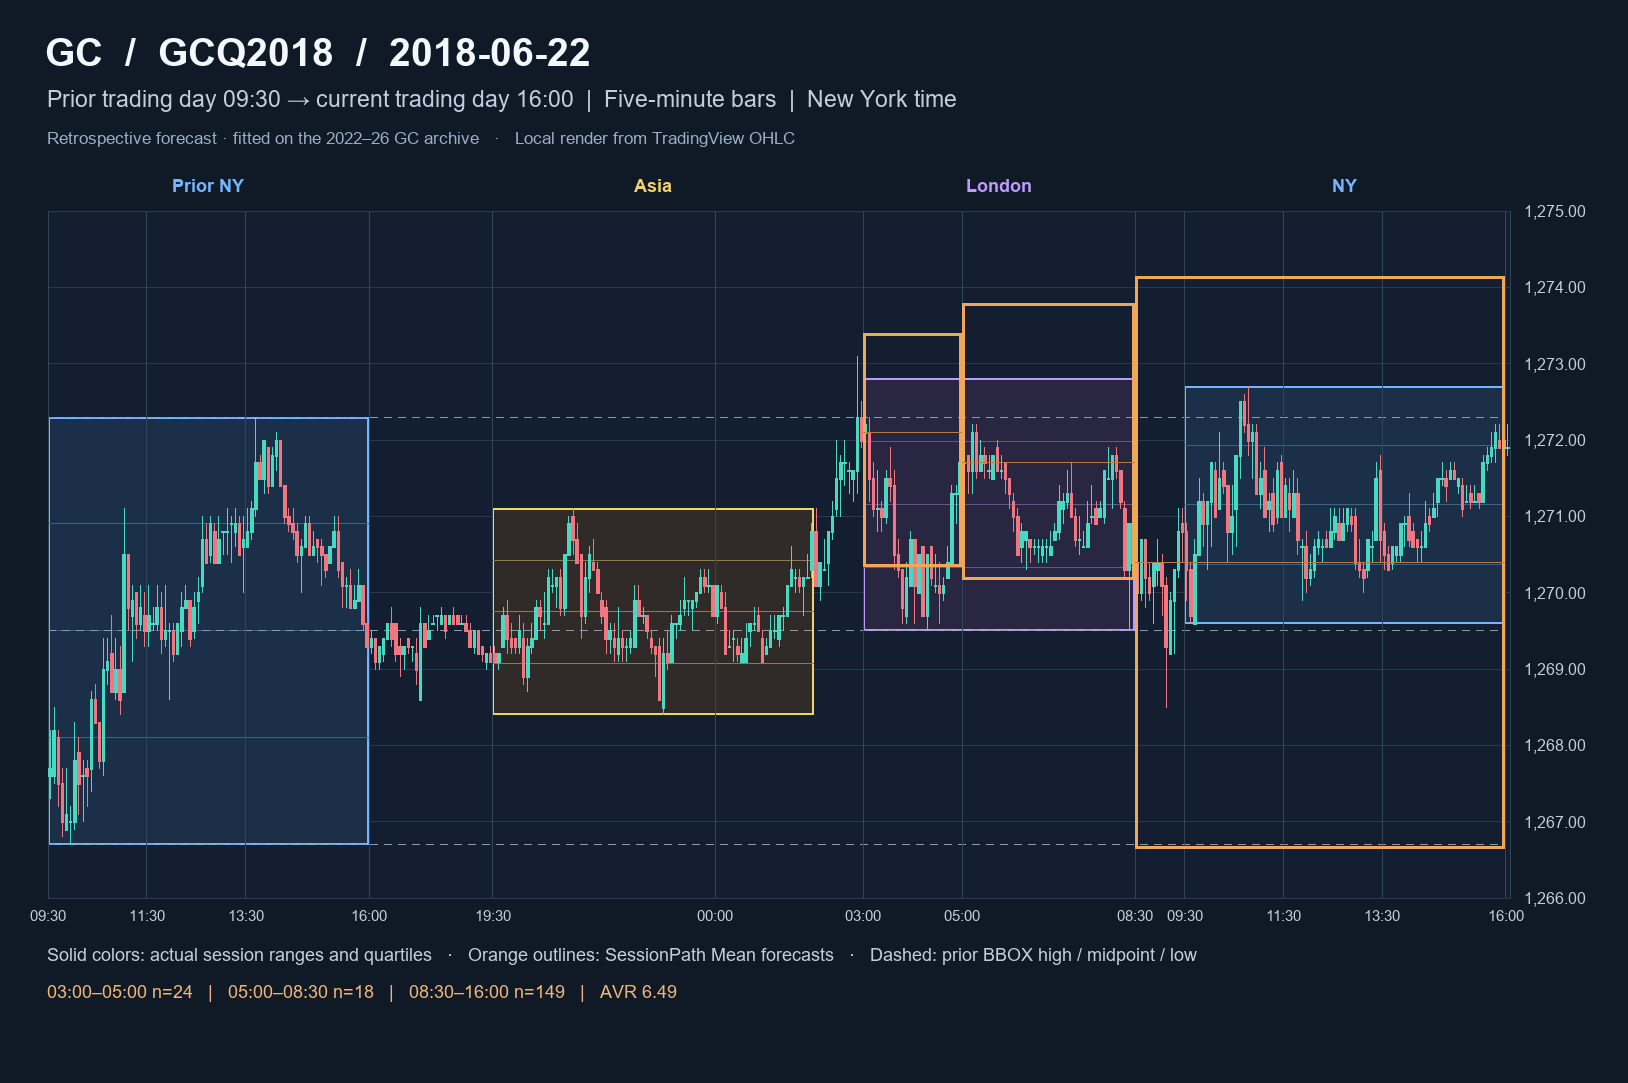 GC / GCQ2018 / 2018-06-22
Prior trading day 09:30 → current trading day 16:00 | Five-minute bars | New York time
Retrospective forecast · fitted on the 2022–26 GC archive · Local render from TradingView OHLC
Prior NY Asia London NY
1,275.00
1,274.00
1,273.00
1,272.00
1,271.00
1,270.00
1,269.00
1,268.00
1,267.00
1,266.00
09:30 11:30 13:30 16:00 19:30 00:00 03:00 05:00 08:30 09:30 11:30 13:30 16:00
Solid colors: actual session ranges and quartiles · Orange outlines: SessionPath Mean forecasts · Dashed: prior BBOX high / midpoint / low
03:00–05:00 n=24 | 05:00–08:30 n=18 | 08:30–16:00 n=149 | AVR 6.49